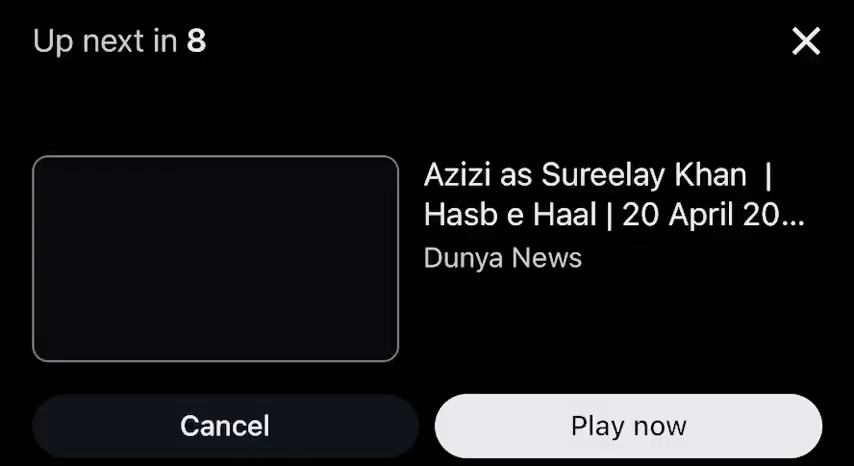 Up next in 8
Azizi as Sureelay Khan |
Hasb e Haal | 20 April 20...
Dunya News
Cancel
Play now